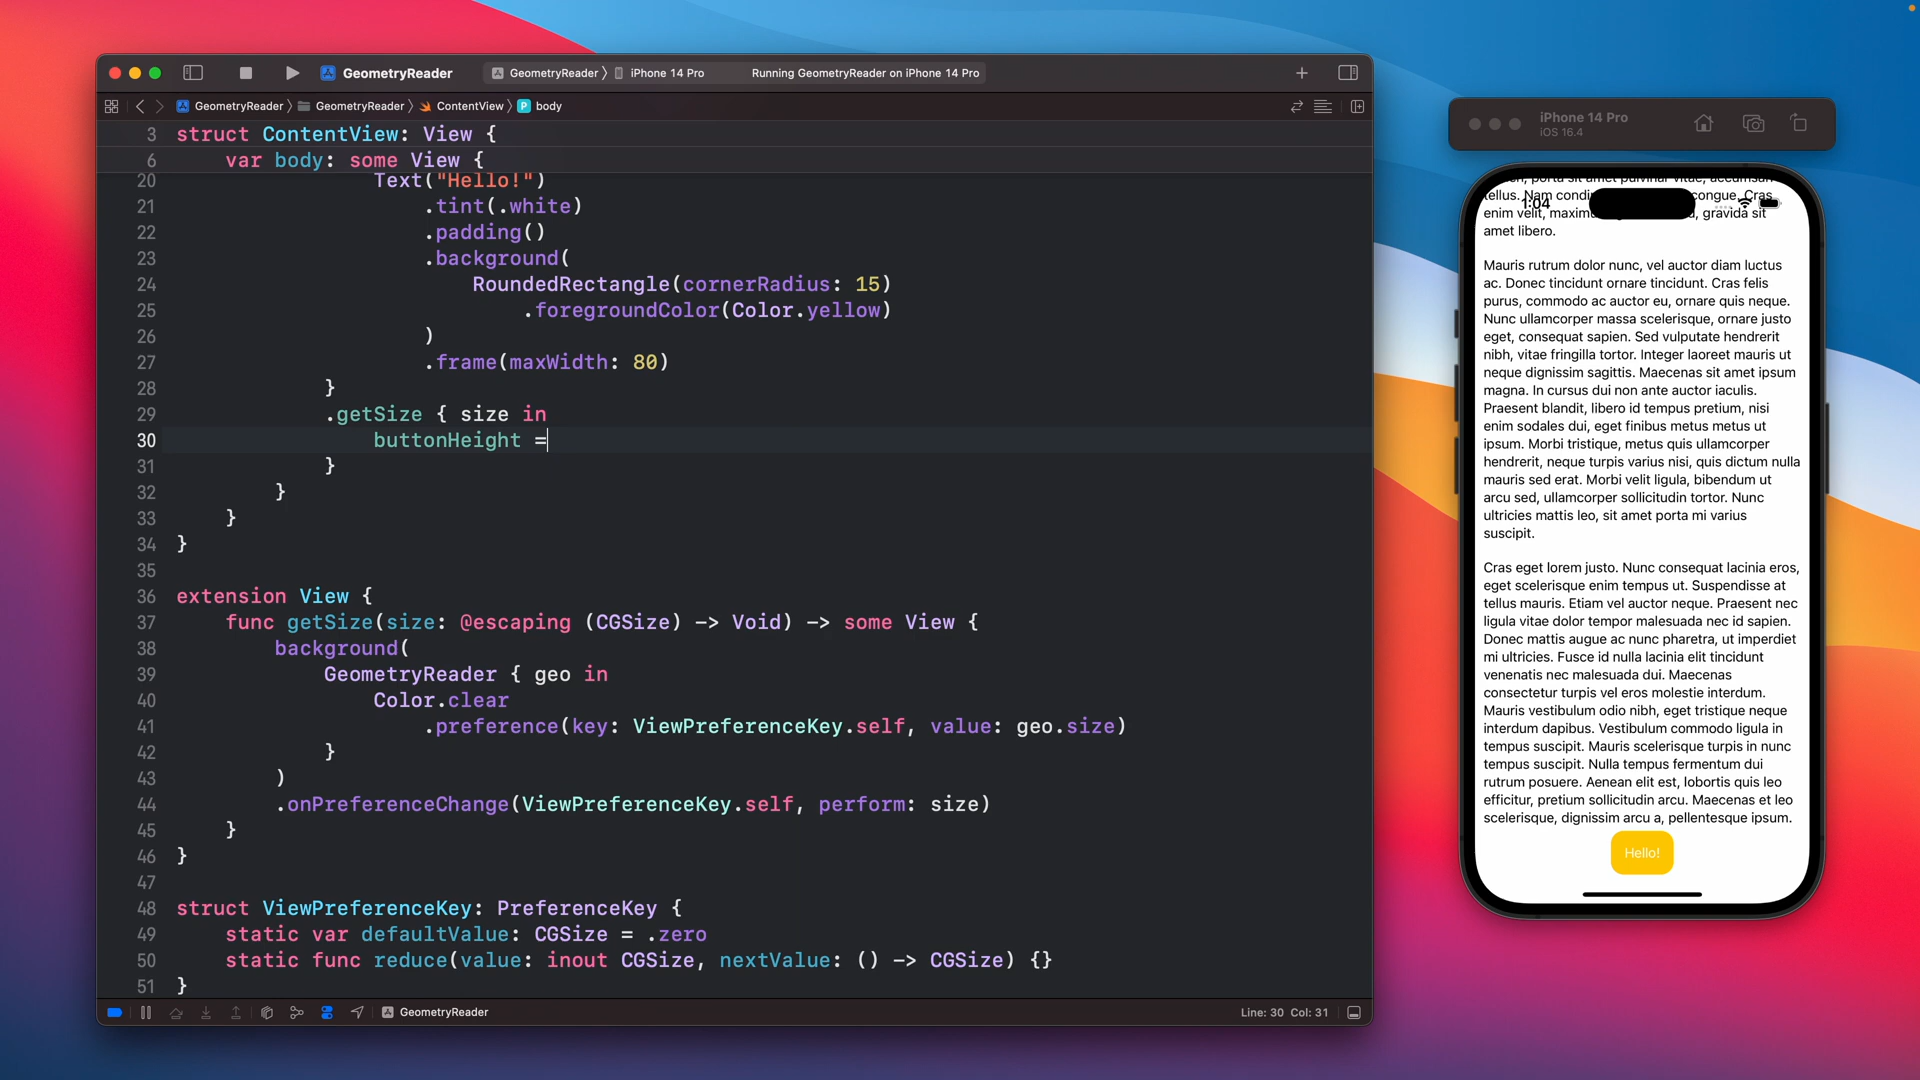 GeometryReader
GeometryReader 〉 iPhone 14 Pro
Running GeometryReader on iPhone 14 Pro
GeometryReader 〉 GeometryReader 〉 ContentView 〉 P body
3 struct ContentView: View {
6 var body: some View {
20 Text("Hello!")
21 .tint(.white)
22 .padding()
23 .background(
24 RoundedRectangle(cornerRadius: 15)
25 .foregroundColor(Color.yellow)
26 )
27 .frame(maxWidth: 80)
28 }
29 .getSize { size in
30 buttonHeight =
31 }
32 }
33 }
34 }
35
36 extension View {
37 func getSize(size: @escaping (CGSize) -> Void) -> some View {
38 background(
39 GeometryReader { geo in
40 Color.clear
41 .preference(key: ViewPreferenceKey.self, value: geo.size)
42 }
43 )
44 .onPreferenceChange(ViewPreferenceKey.self, perform: size)
45 }
46 }
47
48 struct ViewPreferenceKey: PreferenceKey {
49 static var defaultValue: CGSize = .zero
50 static func reduce(value: inout CGSize, nextValue: () -> CGSize) {}
51 }
GeometryReader
Line: 30 Col: 31
iPhone 14 Pro
iOS 16.4
1:04
tellus. Nam congue. Cras
enim velit, gravida sit
amet libero.
Mauris rutrum dolor nunc, vel auctor diam luctus
ac. Donec tincidunt ornare tincidunt. Cras felis
purus, commodo ac auctor eu, ornare quis neque.
Nunc ullamcorper massa scelerisque, ornare justo
eget, consequat sapien. Sed vulputate hendrerit
nibh, vitae fringilla tortor. Integer laoreet mauris ut
neque dignissim sagittis. Maecenas sit amet ipsum
magna. In cursus dui non ante auctor iaculis.
Praesent blandit, libero id tempus pretium, nisi
enim sodales dui, eget finibus metus metus ut
ipsum. Morbi tristique, metus quis ullamcorper
hendrerit, neque turpis varius nisi, quis dictum nulla
mauris sed erat. Morbi velit ligula, bibendum ut
arcu sed, ullamcorper sollicitudin tortor. Nunc
ultricies mattis leo, sit amet porta mi varius
suscipit.
Cras eget lorem justo. Nunc consequat lacinia eros,
eget scelerisque enim tempus ut. Suspendisse at
tellus mauris. Etiam vel auctor neque. Praesent nec
ligula vitae dolor tempor malesuada nec id sapien.
Donec mattis augue ac nunc pharetra, ut imperdiet
mi ultricies. Fusce id nulla lacinia elit tincidunt
venenatis nec malesuada dui. Maecenas
consectetur turpis vel eros molestie interdum.
Mauris vestibulum odio nibh, eget tristique neque
interdum dapibus. Vestibulum commodo ligula in
tempus suscipit. Mauris scelerisque turpis in nunc
tempus suscipit. Nulla tempus fermentum dui
rutrum posuere. Aenean elit est, lobortis quis leo
efficitur, pretium sollicitudin arcu. Maecenas et leo
scelerisque, dignissim arcu a, pellentesque ipsum.
Hello!